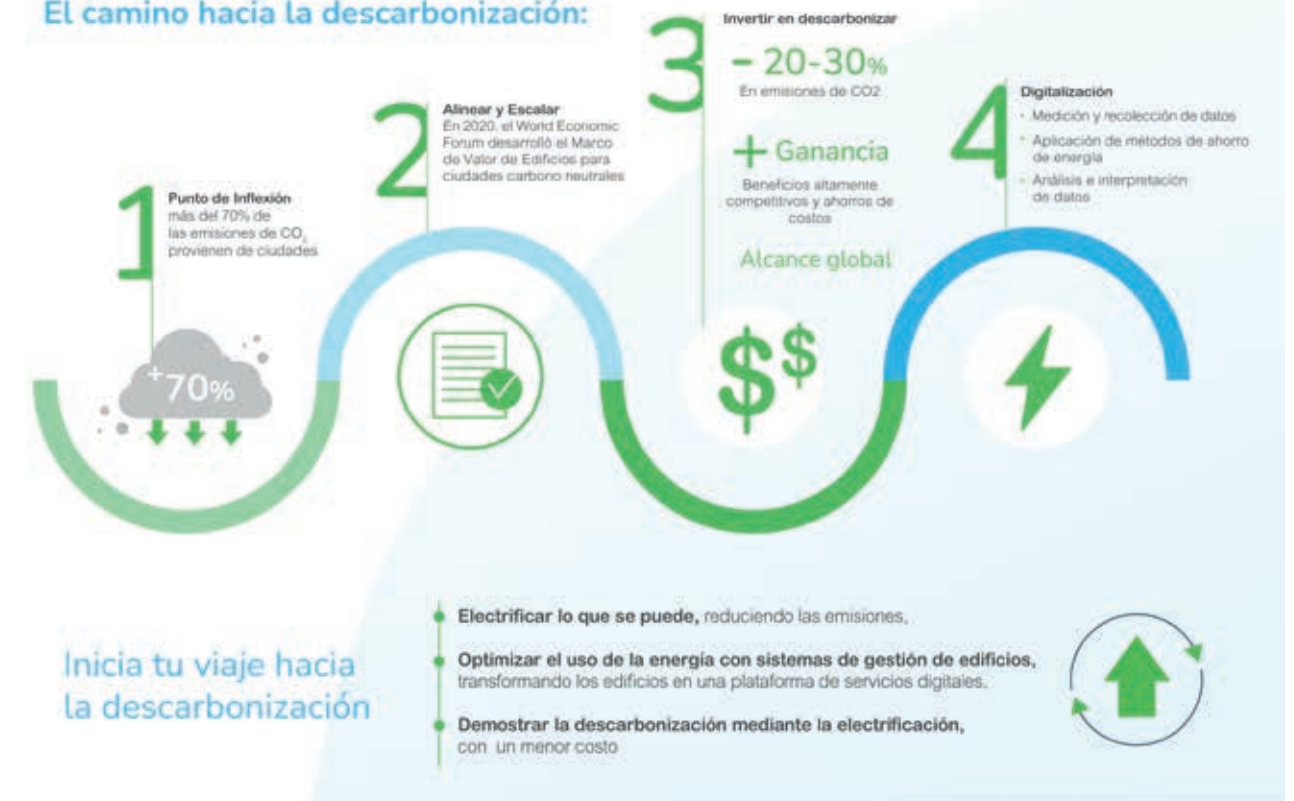 El camino hacia la descarbonización:
1
Punto de Inflexión
más del 70% de
las emisiones de CO₂
provienen de ciudades
+70%
2
Alinear y Escalar
En 2020, el World Economic
Forum desarrolló el Marco
de Valor de Edificios para
ciudades carbono neutrales
3
Invertir en descarbonizar
- 20-30%
En emisiones de CO2
+ Ganancia
Beneficios altamente
competitivos y ahorros de
costos
Alcance global
$$
4
Digitalización
- Medición y recolección de datos
- Aplicación de métodos de ahorro
de energía
- Análisis e interpretación
de datos
Inicia tu viaje hacia
la descarbonización
Electrificar lo que se puede, reduciendo las emisiones,
Optimizar el uso de la energía con sistemas de gestión de edificios,
transformando los edificios en una plataforma de servicios digitales.
Demostrar la descarbonización mediante la electrificación,
con un menor costo